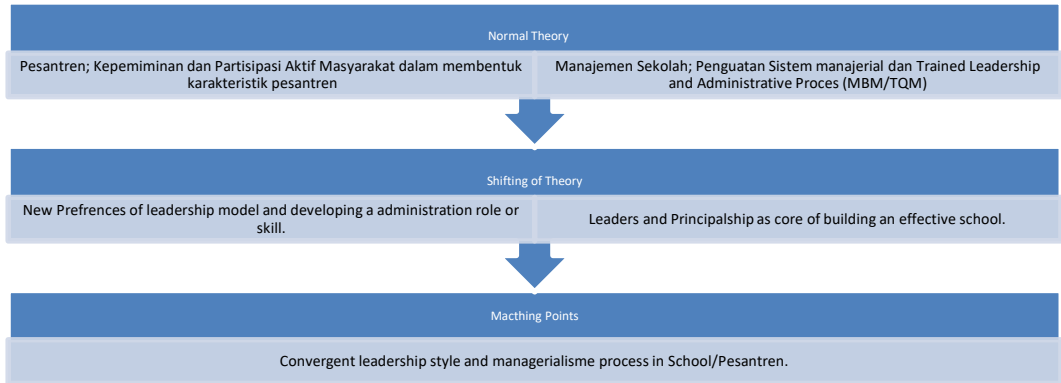 Normal Theory
Pesantren; Kepemiminan dan Partisipasi Aktif Masyarakat dalam membentuk
karakteristik pesantren
Manajemen Sekolah; Penguatan Sistem manajerial dan Trained Leadership
and Administrative Proces (MBM/TQM)
Shifting of Theory
New Prefrences of leadership model and developing a administration role or
skill.
Leaders and Principalship as core of building an effective school.
Macthing Points
Convergent leadership style and managerialisme process in School/Pesantren.